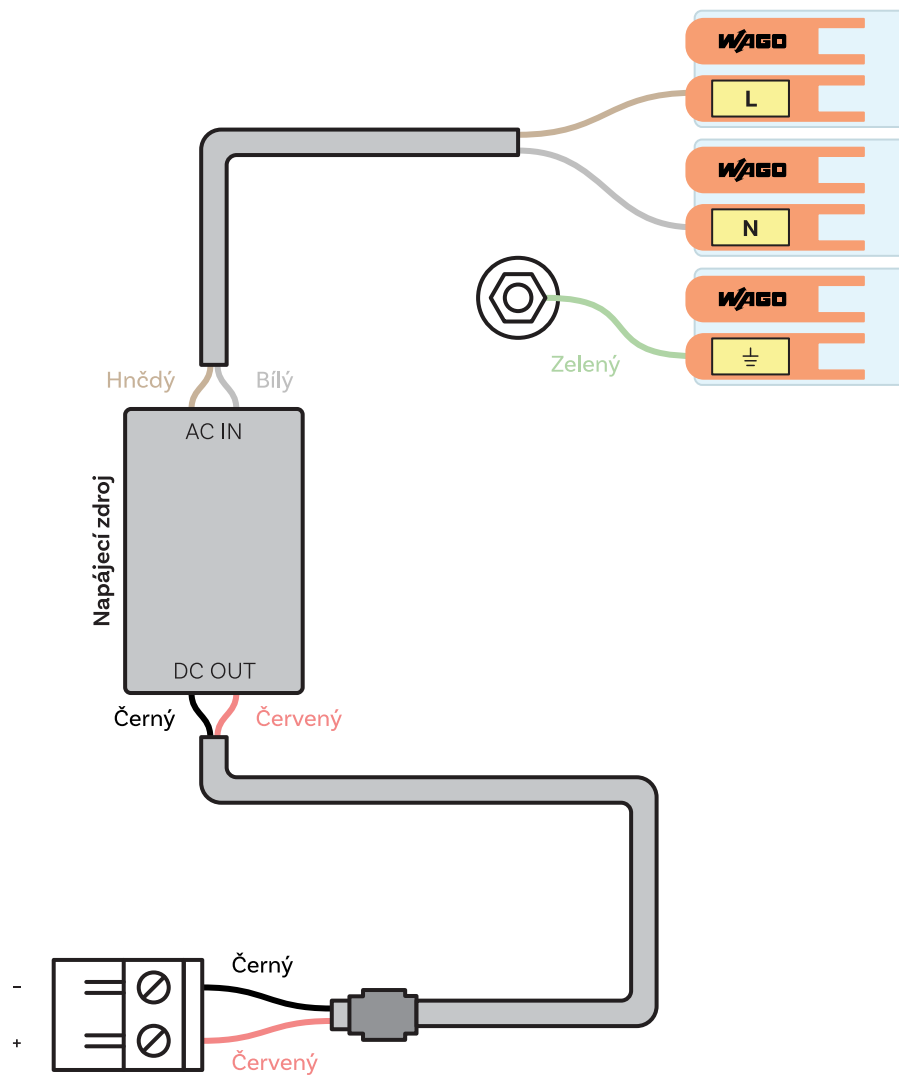 WAGO
L
WAGO
N
WAGO
Zelený
Hnčdý
Bílý
AC IN
Napájecí zdroj
DC OUT
Černý
Červený
Černý
-
+
Červený